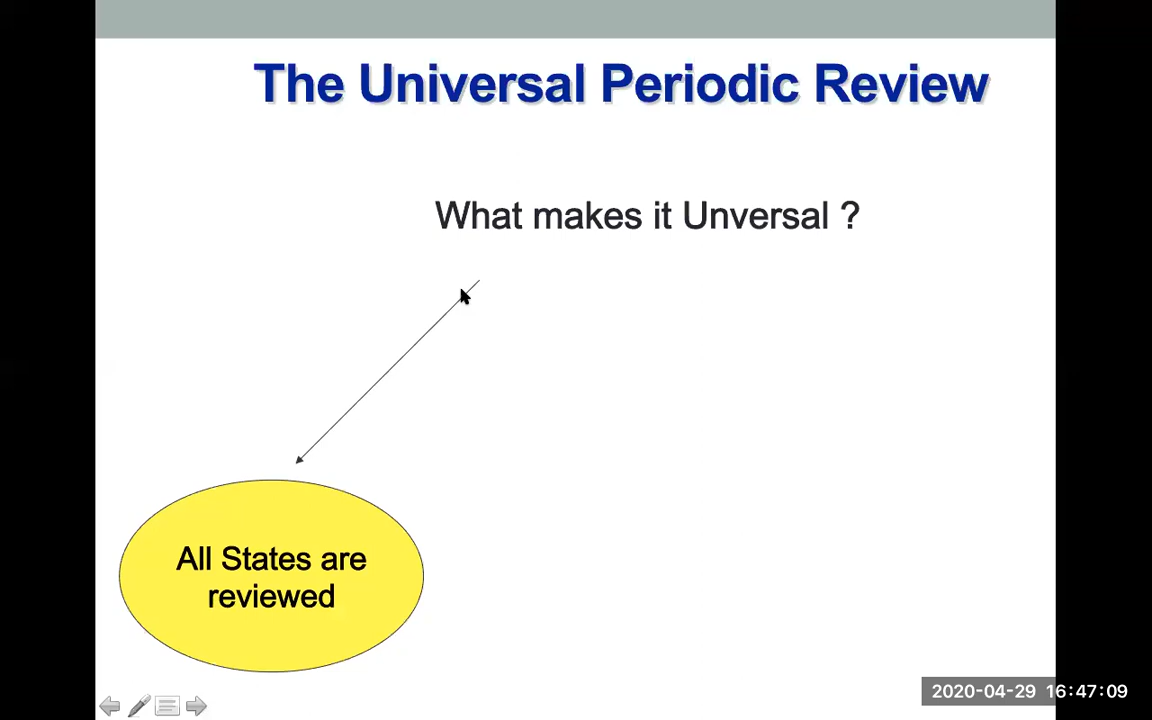 The Universal Periodic Review
What makes it Unversal ?
All States are
reviewed
2020-04-29 16:47:09